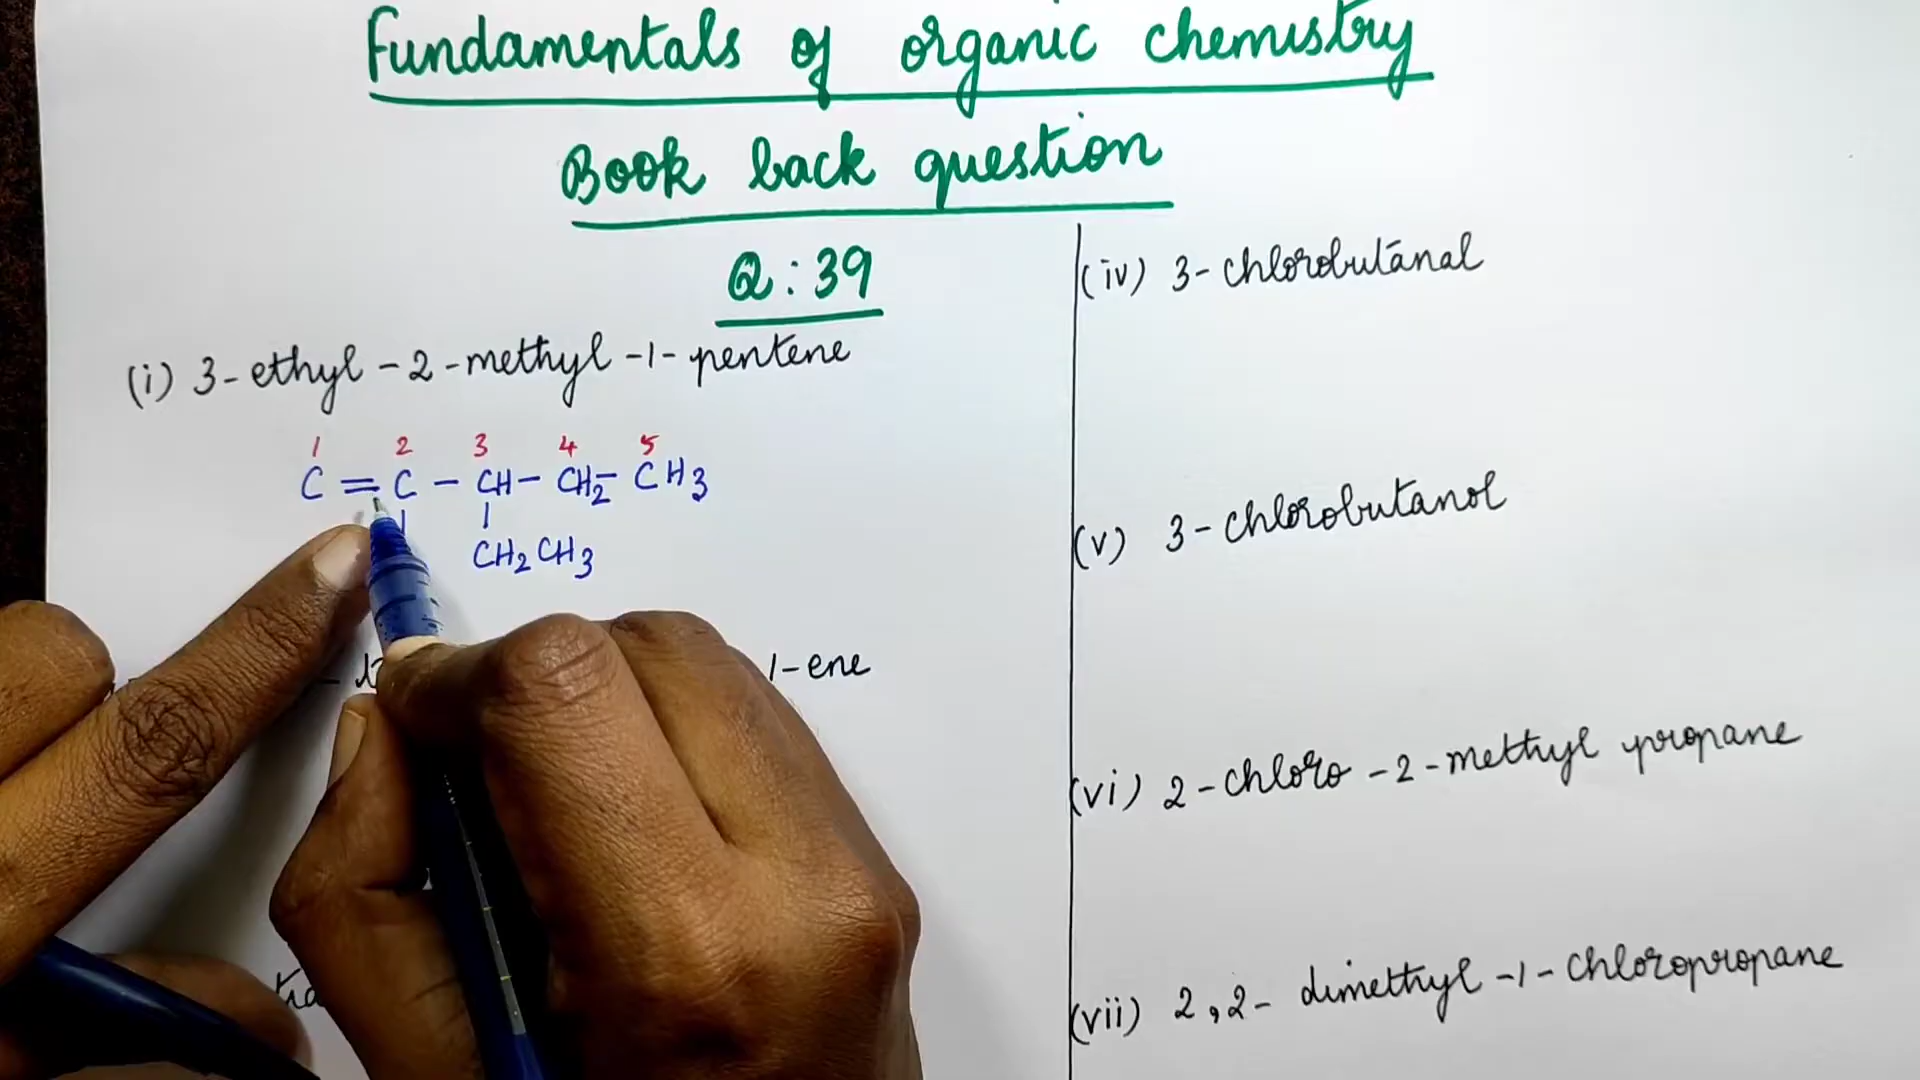 Fundamentals of organic chemistry
Book back question
Q : 39
(i) 3-ethyl-2-methyl-1-pentene
1 2 3 4 5
C = C - CH - CH2 - CH3
CH2CH3
1-ene
(iv) 3-chlorobutanal
(v) 3-chlorobutanol
(vi) 2-chloro-2-methyl propane
(vii) 2,2-dimethyl-1-chloropropane